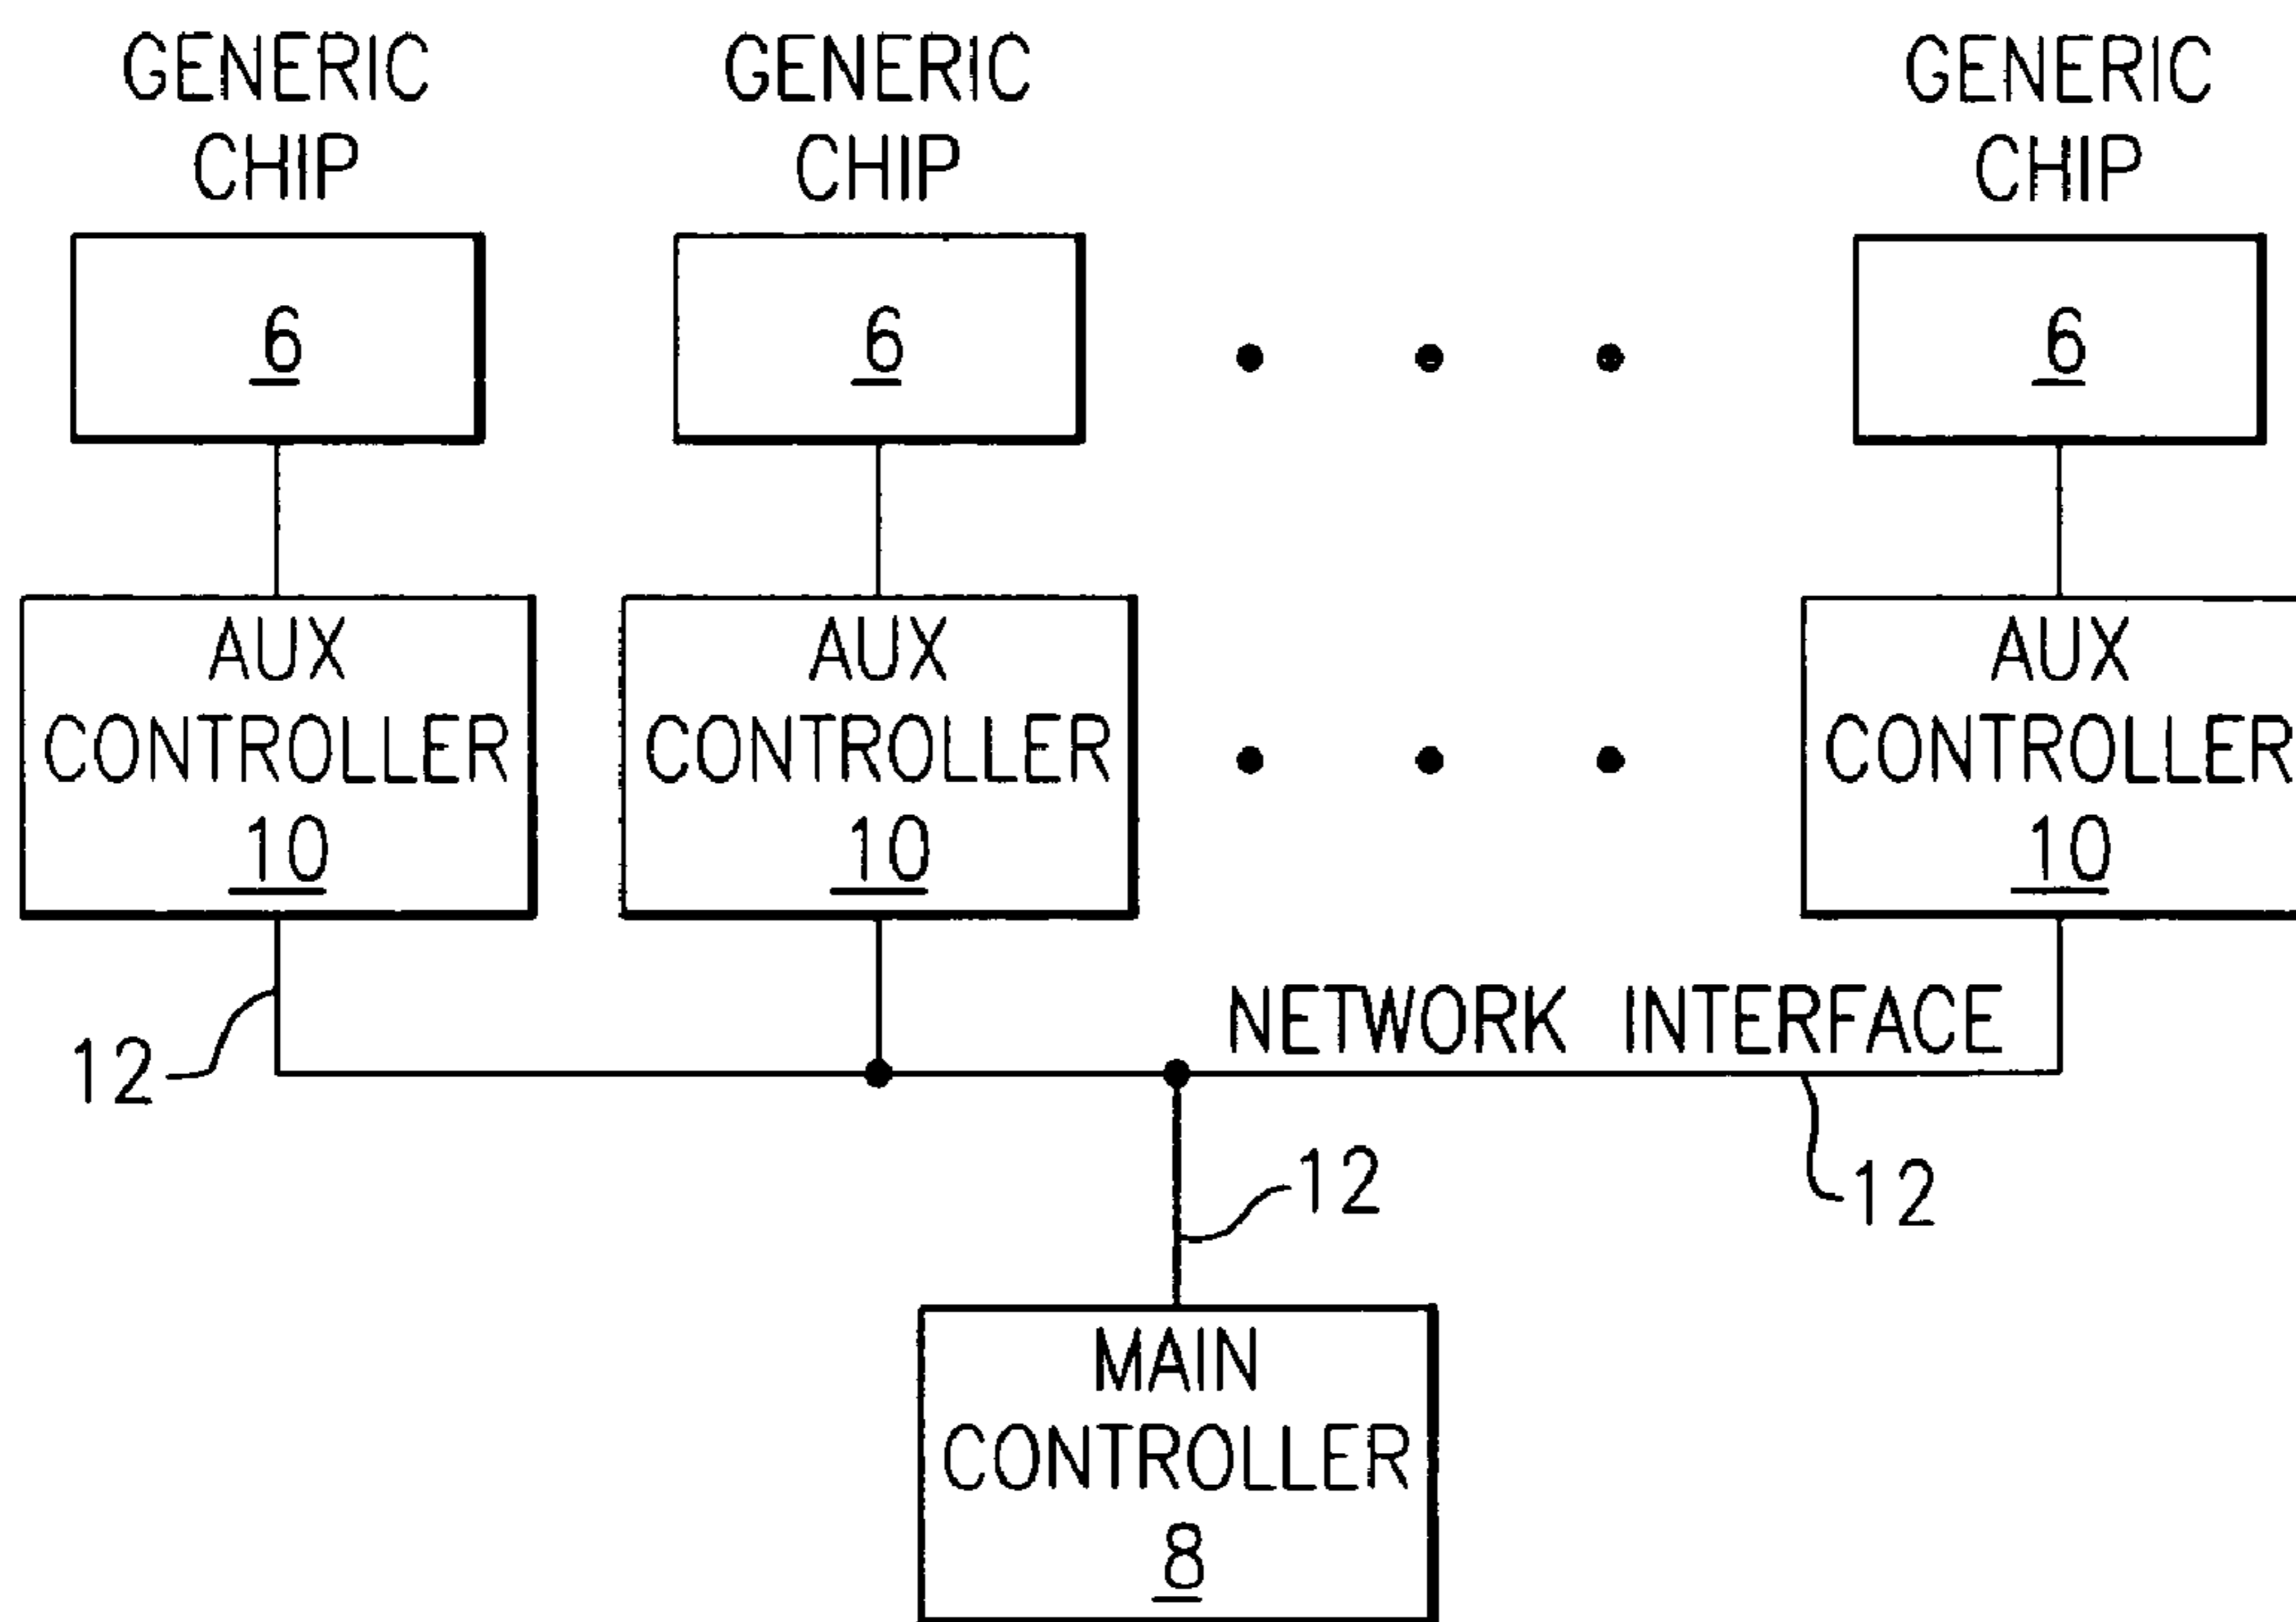 GENERIC
CHIP
6
GENERIC
CHIP
6
GENERIC
CHIP
6
AUX
CONTROLLER
10
AUX
CONTROLLER
10
AUX
CONTROLLER
10
NETWORK INTERFACE
12
12
12
MAIN
CONTROLLER
8